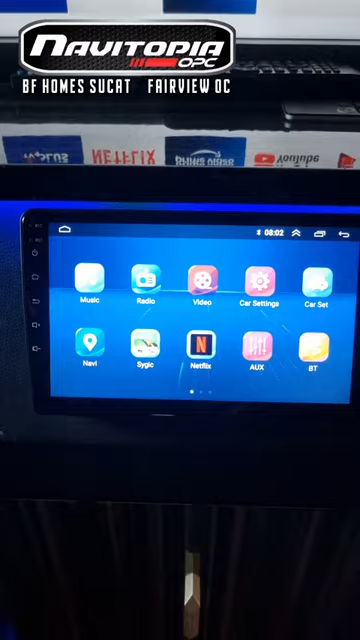 NAVITOPIA
OPC
BF HOMES SUCAT FAIRVIEW QC
NETFLIX
YouTube
08:02
Music
Radio
Video
Car Settings
Car Set
Navi
Sygic
Netflix
AUX
BT